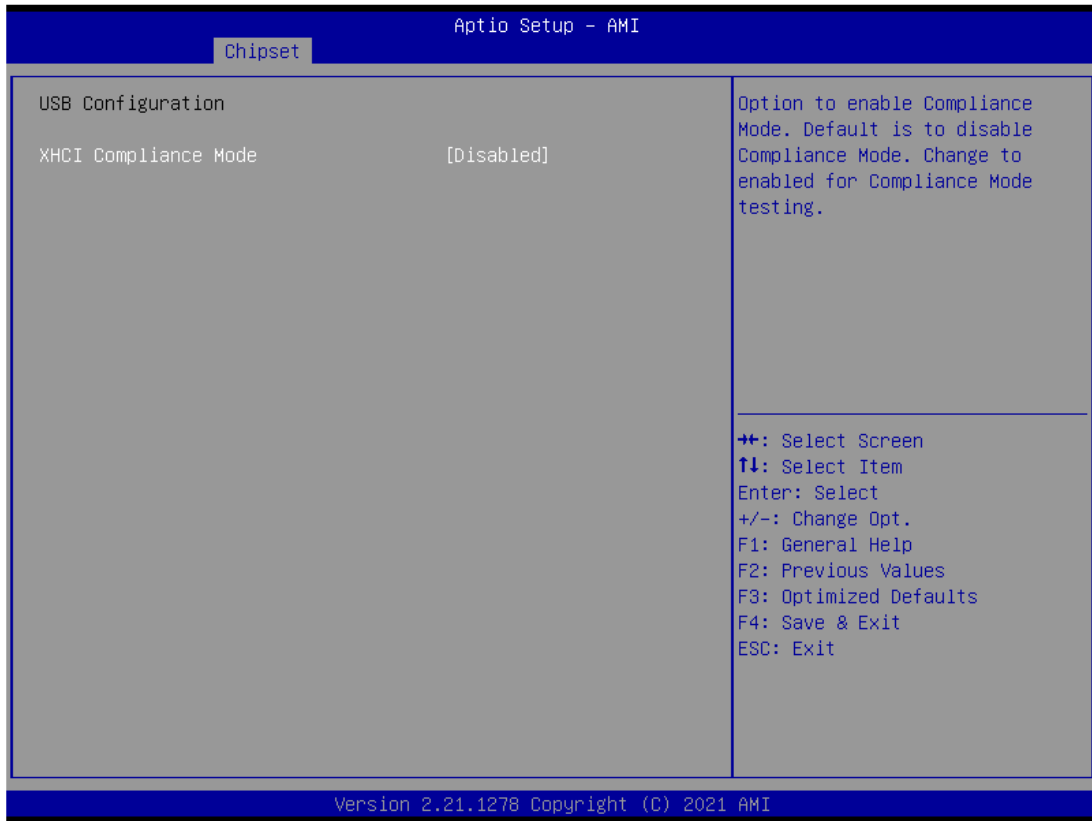 Aptio Setup – AMI
Chipset
USB Configuration
XHCI Compliance Mode [Disabled]
Option to enable Compliance
Mode. Default is to disable
Compliance Mode. Change to
enabled for Compliance Mode
testing.
→←: Select Screen
↑↓: Select Item
Enter: Select
+/-: Change Opt.
F1: General Help
F2: Previous Values
F3: Optimized Defaults
F4: Save & Exit
ESC: Exit
Version 2.21.1278 Copyright (C) 2021 AMI